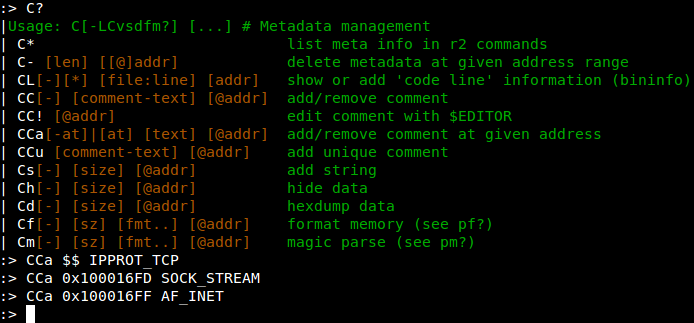 :> C?
|Usage: C[-LCvsdfm?] [...] # Metadata management
| C* list meta info in r2 commands
| C- [len] [[@]addr] delete metadata at given address range
| CL[-][*] [file:line] [addr] show or add 'code line' information (bininfo)
| CC[-] [comment-text] [@addr] add/remove comment
| CC! [@addr] edit comment with $EDITOR
| CCa[-at]|[at] [text] [@addr] add/remove comment at given address
| CCu [comment-text] [@addr] add unique comment
| Cs[-] [size] [@addr] add string
| Ch[-] [size] [@addr] hide data
| Cd[-] [size] [@addr] hexdump data
| Cf[-] [sz] [fmt..] [@addr] format memory (see pf?)
| Cm[-] [sz] [fmt..] [@addr] magic parse (see pm?)
:> CCa $$ IPPROT_TCP
:> CCa 0x100016FD SOCK_STREAM
:> CCa 0x100016FF AF_INET
:>